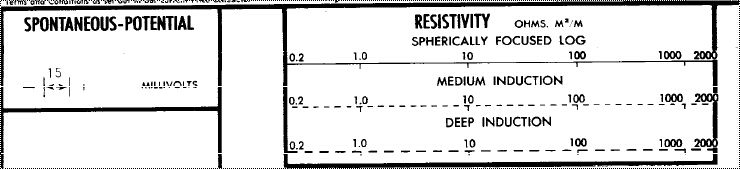 SPONTANEOUS-POTENTIAL
15
— + MILLIVOLTS
RESISTIVITY OHMS. M²/M
SPHERICALLY FOCUSED LOG
0.2 1.0 10 100 1000 2000
MEDIUM INDUCTION
0.2 1.0 10 100 1000 2000
DEEP INDUCTION
0.2 1.0 10 100 1000 2000